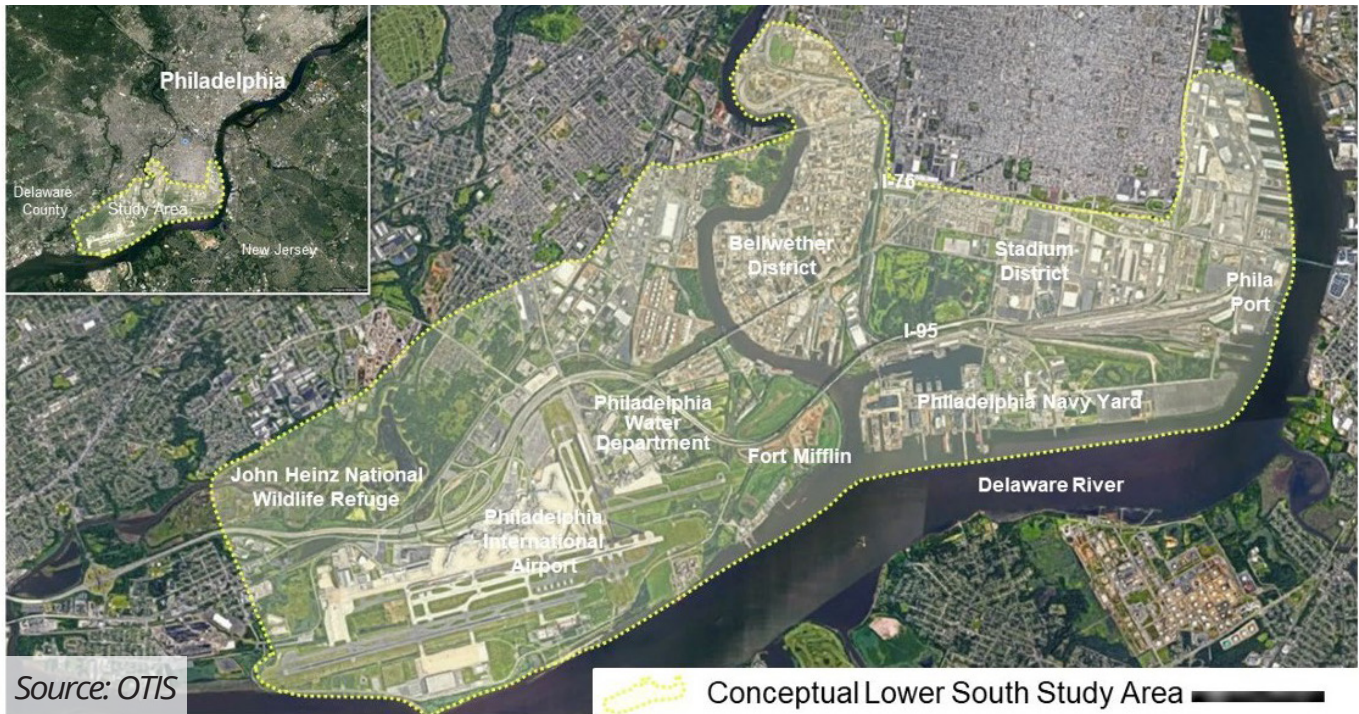 Philadelphia
Delaware
County
Study Area
New Jersey
Google
I-76
Bellwether
District
Stadium
District
Phila
Port
I-95
Philadelphia
Water
Department
Philadelphia Navy Yard
Fort Mifflin
John Heinz National
Wildlife Refuge
Delaware River
Philadelphia
International
Airport
Source: OTIS
Conceptual Lower South Study Area